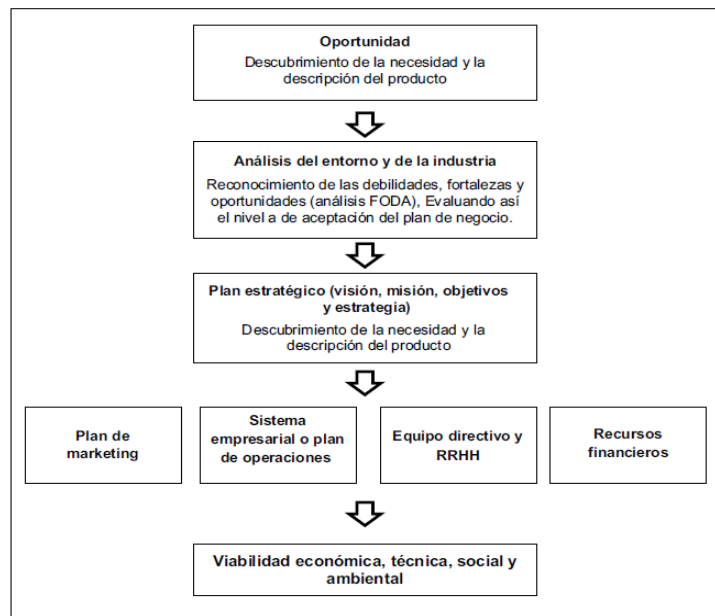 Oportunidad
Descubrimiento de la necesidad y la
descripción del producto
Análisis del entorno y de la industria
Reconocimiento de las debilidades, fortalezas y
oportunidades (análisis FODA), Evaluando así
el nivel a de aceptación del plan de negocio.
Plan estratégico (visión, misión, objetivos
y estrategia)
Descubrimiento de la necesidad y la
descripción del producto
Plan de
marketing
Sistema
empresarial o plan
de operaciones
Equipo directivo y
RRHH
Recursos
financieros
Viabilidad económica, técnica, social y
ambiental